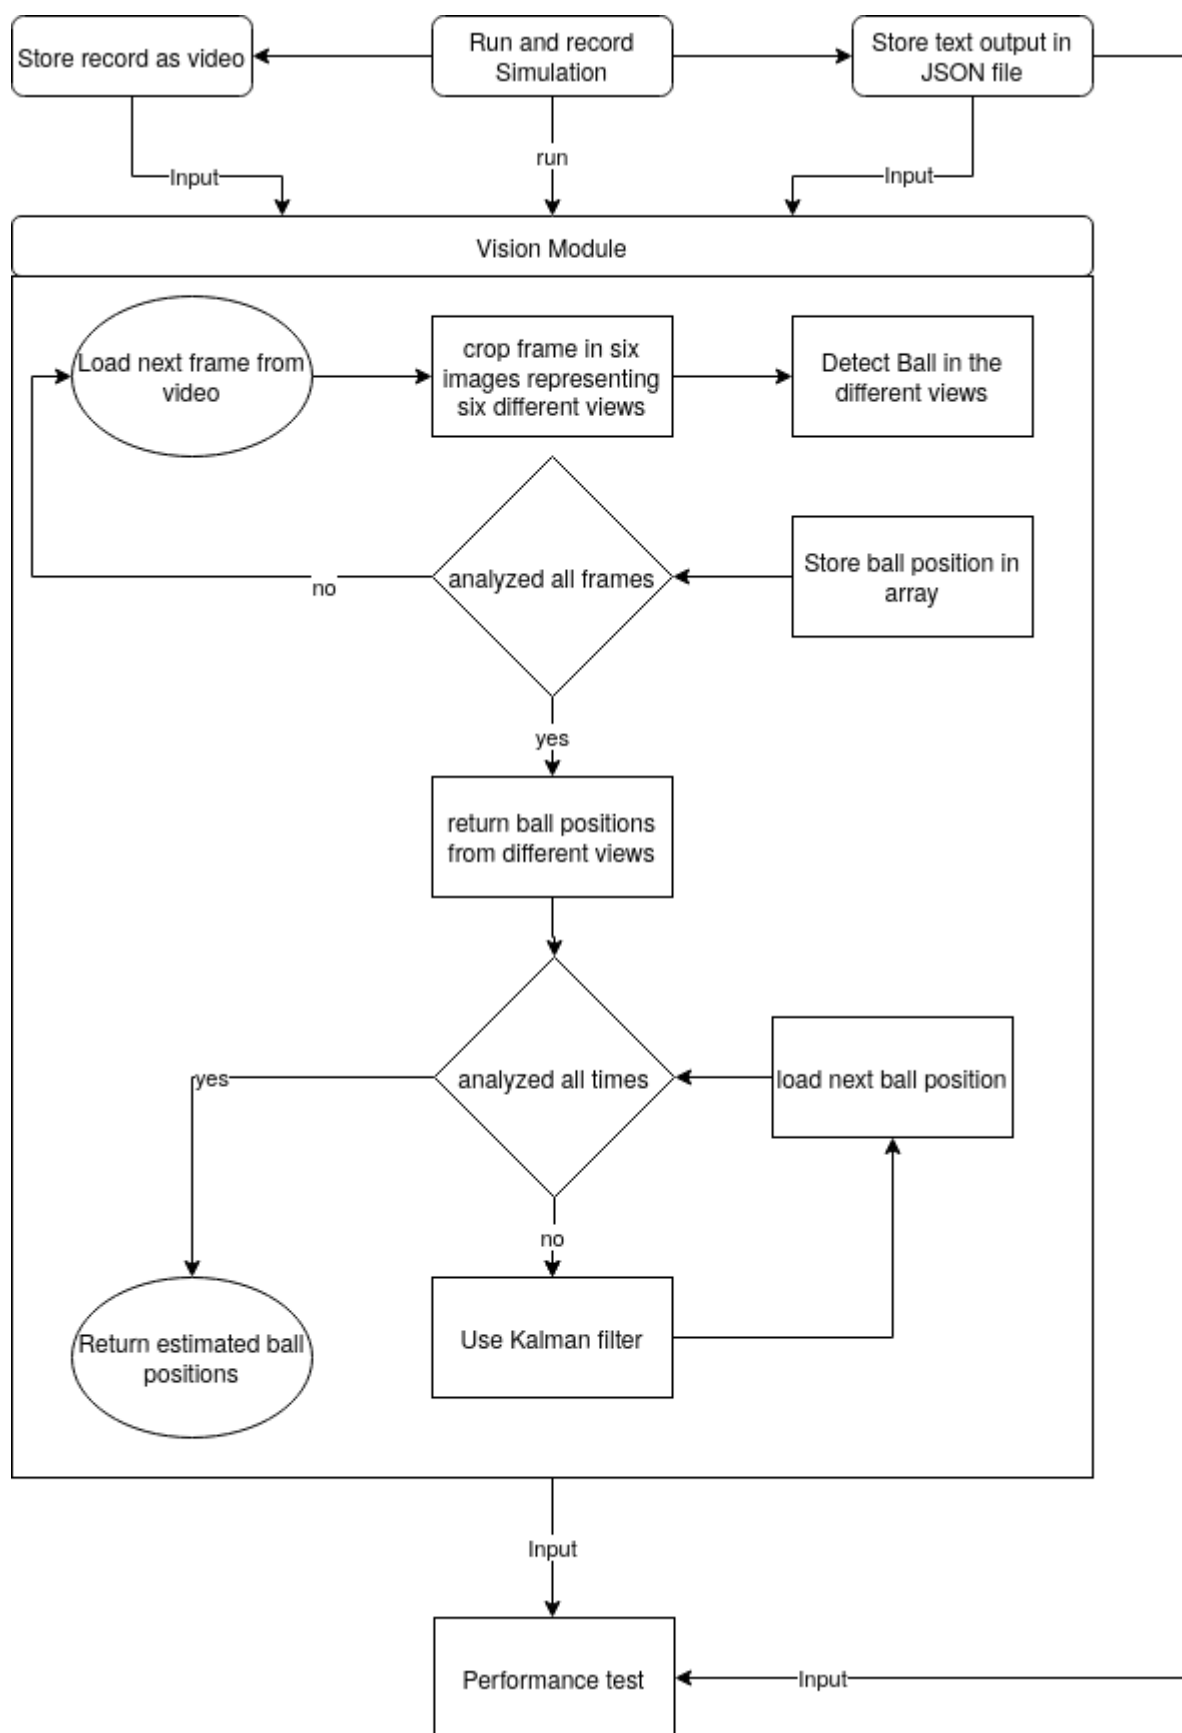 Store record as video
Run and record
Simulation
Store text output in
JSON file
Input
run
Input
Vision Module
Load next frame from
video
crop frame in six
images representing
six different views
Detect Ball in the
different views
analyzed all frames
Store ball position in
array
no
yes
return ball positions
from different views
analyzed all times
load next ball position
yes
no
Use Kalman filter
Return estimated ball
positions
Input
Performance test
Input